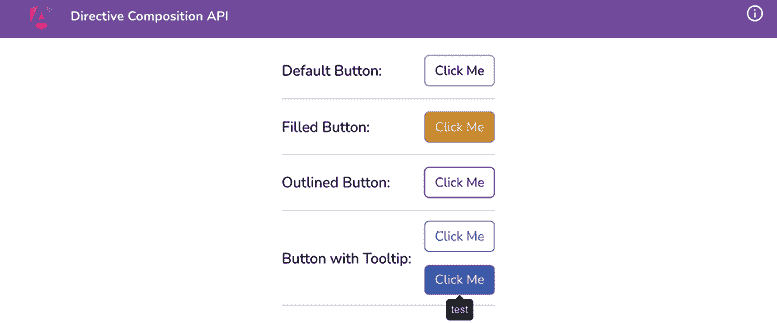 Directive Composition API
Default Button: Click Me
Filled Button: Click Me
Outlined Button: Click Me
Click Me
Button with Tooltip:
Click Me
test